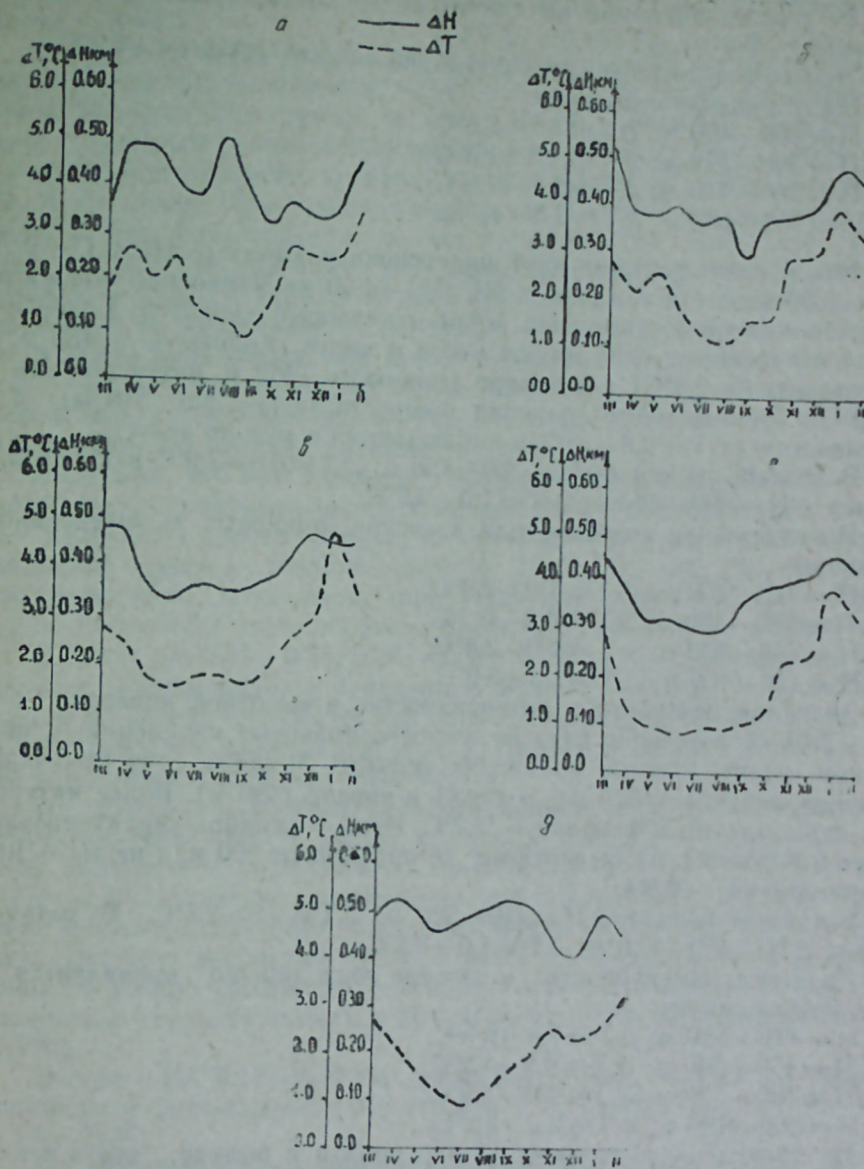 а
ΔH
ΔT
ΔT,°C ΔH,км
6.0 0.60
5.0 0.50
4.0 0.40
3.0 0.30
2.0 0.20
1.0 0.10
0.0 0.0
III IV V VI VII VIII IX X XI XII I II
б
ΔT,°C ΔH,км
6.0 0.60
5.0 0.50
4.0 0.40
3.0 0.30
2.0 0.20
1.0 0.10
0.0 0.0
III IV V VI VII VIII IX X XI XII I II
в
ΔT,°C ΔH,км
6.0 0.60
5.0 0.50
4.0 0.40
3.0 0.30
2.0 0.20
1.0 0.10
0.0 0.0
III IV V VI VII VIII IX X XI XII I II
ΔT,°C ΔHкм
6.0 0.60
5.0 0.50
4.0 0.40
3.0 0.30
2.0 0.20
1.0 0.10
0.0 0.0
III IV V VI VII VIII IX X XI XII I
д
ΔT,°C ΔHкм
6.0 0.60
5.0 0.50
4.0 0.40
3.0 0.30
2.0 0.20
1.0 0.10
0.0 0.0
III IV V VI VII VIII IX X XI XII I II